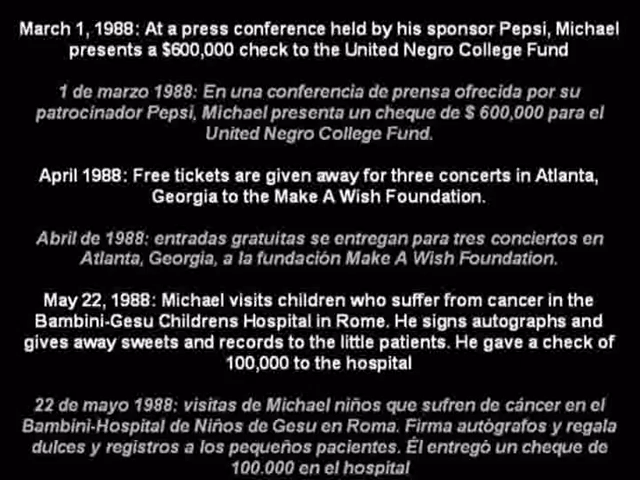 March 1, 1988: At a press conference held by his sponsor Pepsi, Michael
presents a $600,000 check to the United Negro College Fund
1 de marzo 1988: En una conferencia de prensa ofrecida por su
patrocinador Pepsi, Michael presenta un cheque de $ 600,000 para el
United Negro College Fund.
April 1988: Free tickets are given away for three concerts in Atlanta,
Georgia to the Make A Wish Foundation.
Abril de 1988: entradas gratuitas se entregan para tres conciertos en
Atlanta, Georgia, a la fundación Make A Wish Foundation.
May 22, 1988: Michael visits children who suffer from cancer in the
Bambini-Gesu Childrens Hospital in Rome. He signs autographs and
gives away sweets and records to the little patients. He gave a check of
100,000 to the hospital
22 de mayo 1988: visitas de Michael niños que sufren de cáncer en el
Bambini-Hospital de Niños de Gesu en Roma. Firma autógrafos y regala
dulces y registros a los pequeños pacientes. Él entregó un cheque de
100.000 en el hospital